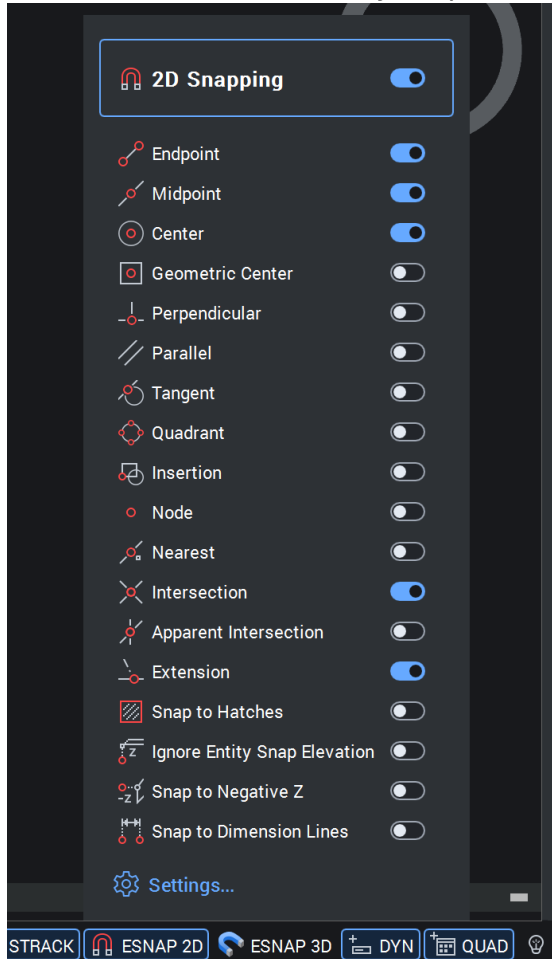 2D Snapping
Endpoint
Midpoint
Center
Geometric Center
Perpendicular
Parallel
Tangent
Quadrant
Insertion
Node
Nearest
Intersection
Apparent Intersection
Extension
Snap to Hatches
Ignore Entity Snap Elevation
Snap to Negative Z
Snap to Dimension Lines
Settings...
STRACK ESNAP 2D ESNAP 3D DYN QUAD